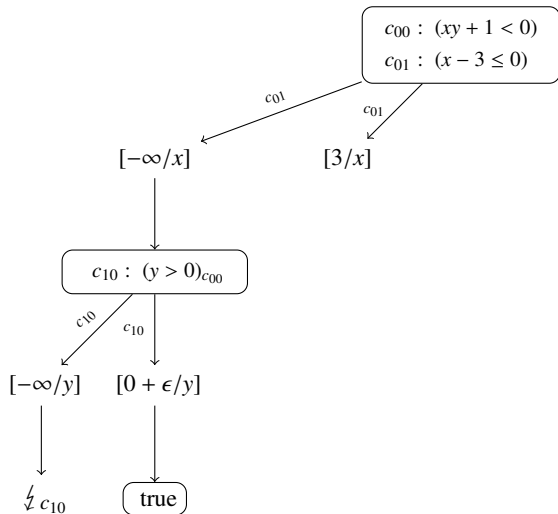 c₀₀ : (xy + 1 < 0)
c₀₁ : (x − 3 ≤ 0)
c₀₁
c₀₁
[−∞/x]
[3/x]
c₁₀ : (y > 0)c₀₀
c₁₀
c₁₀
[−∞/y]
[0 + ϵ/y]
↯ c₁₀
true